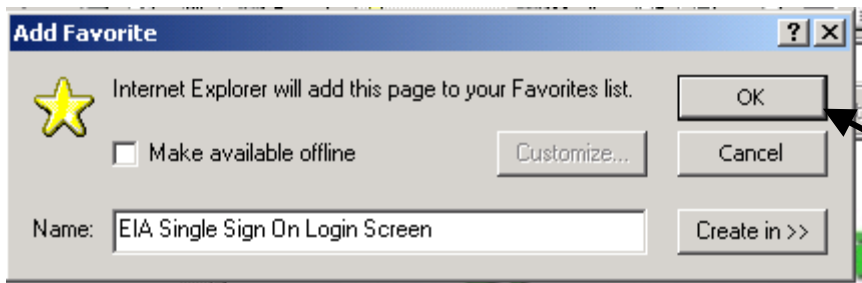 Add Favorite
Internet Explorer will add this page to your Favorites list.
OK
Make available offline
Customize...
Cancel
Name: EIA Single Sign On Login Screen
Create in >>